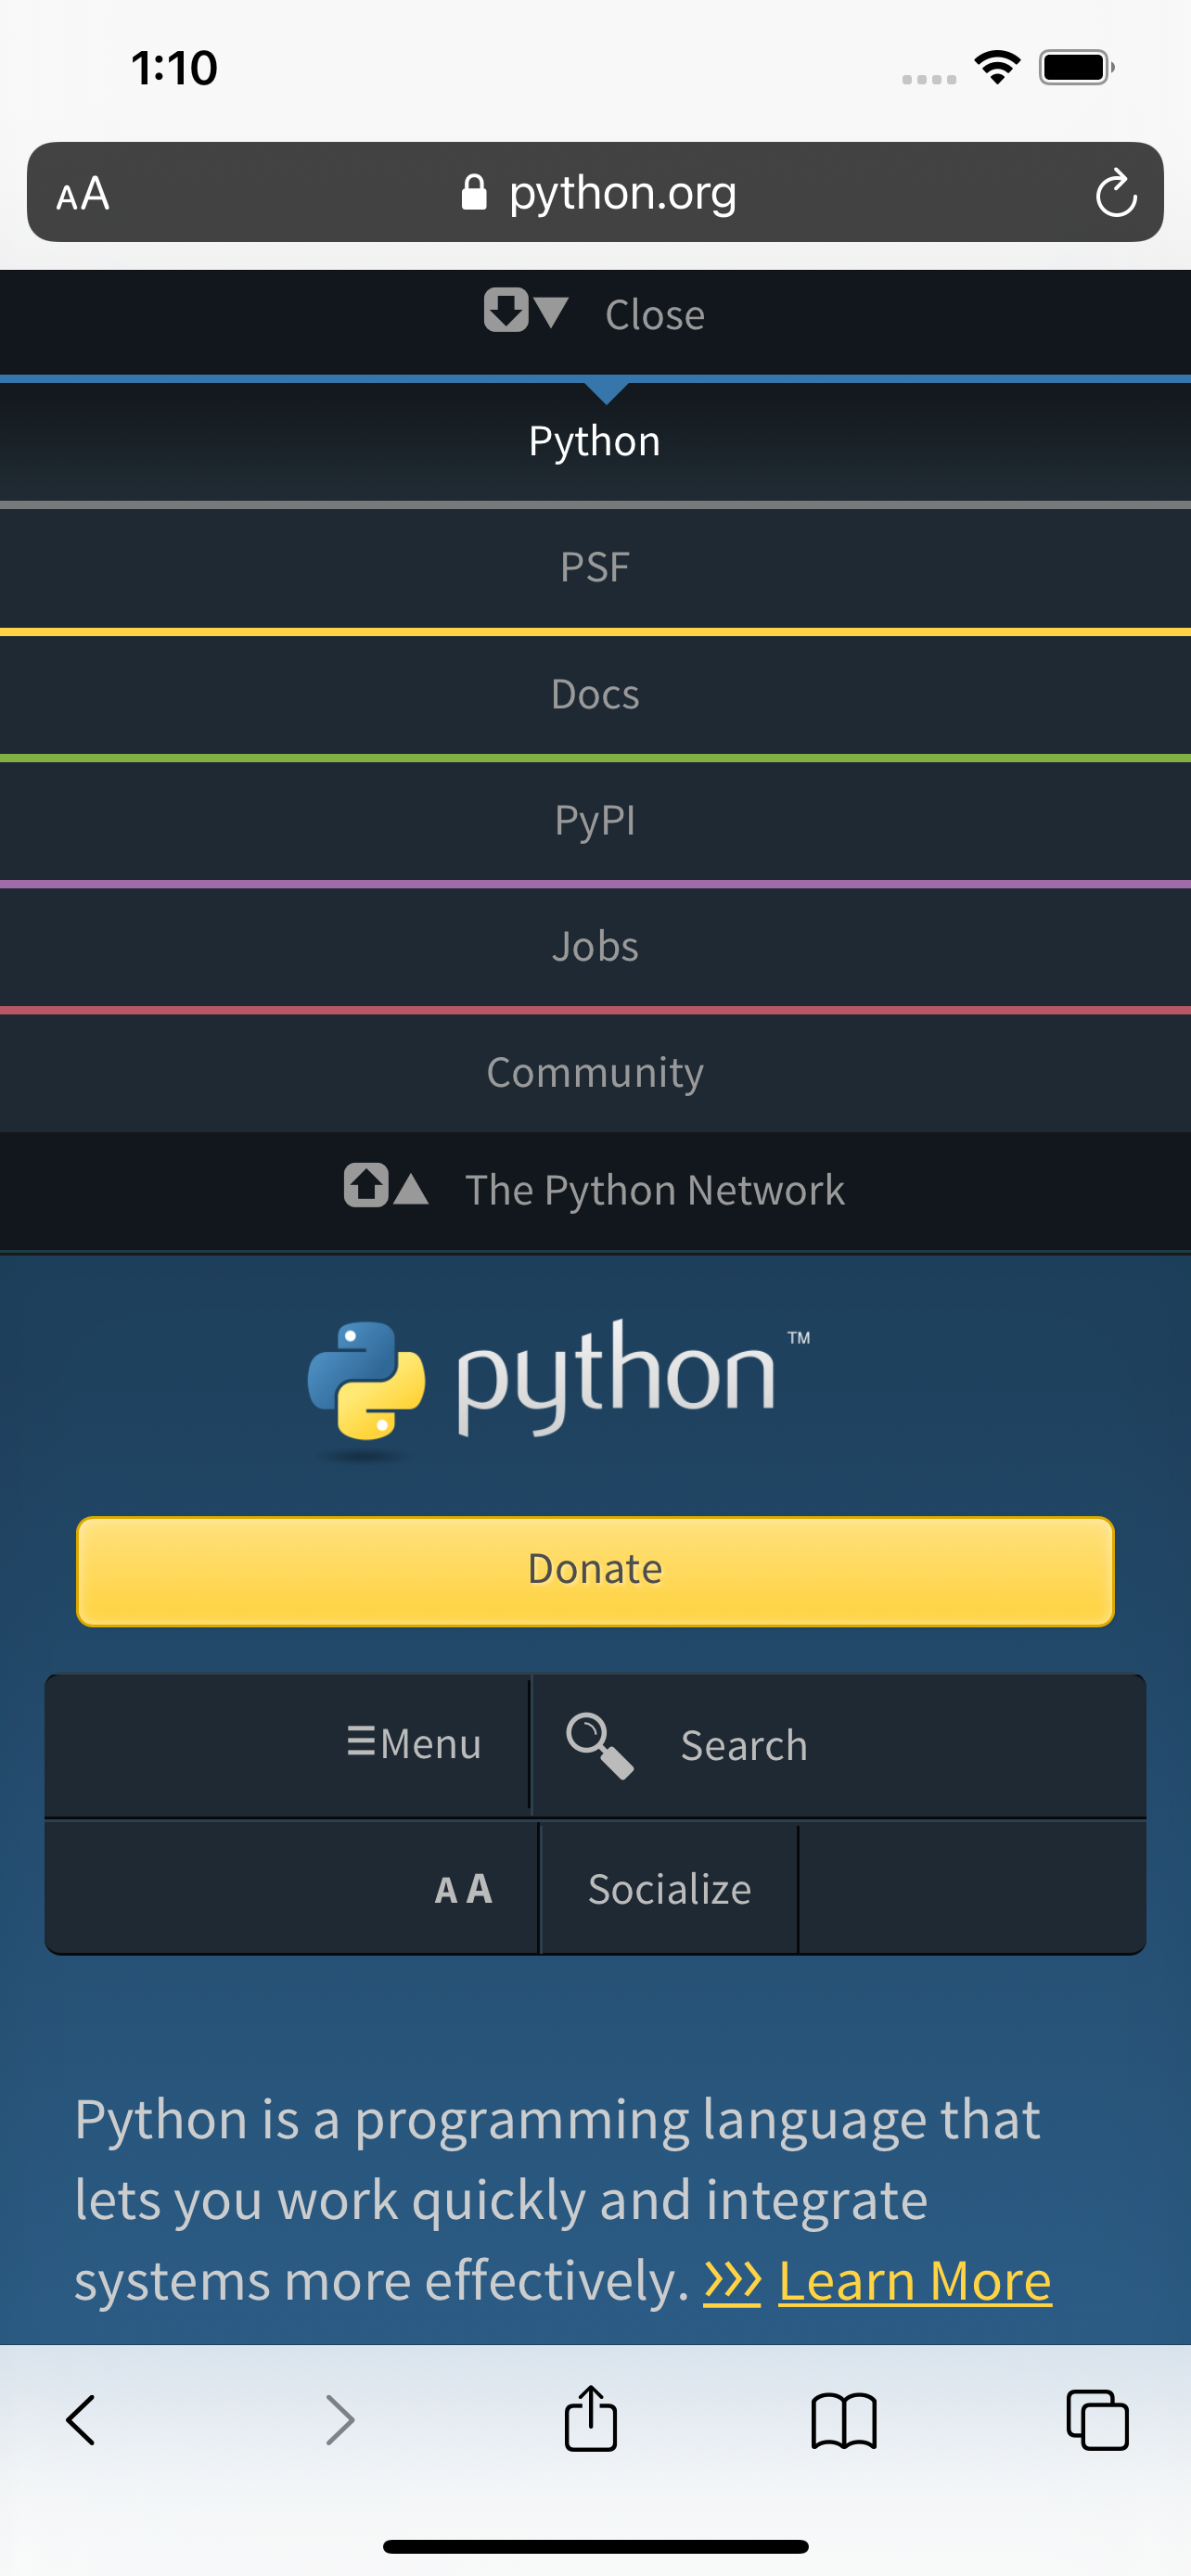 1:10
AA python.org
Close
Python
PSF
Docs
PyPI
Jobs
Community
The Python Network
python™
Donate
Menu Search
A A Socialize
Python is a programming language that
lets you work quickly and integrate
systems more effectively. >>> Learn More